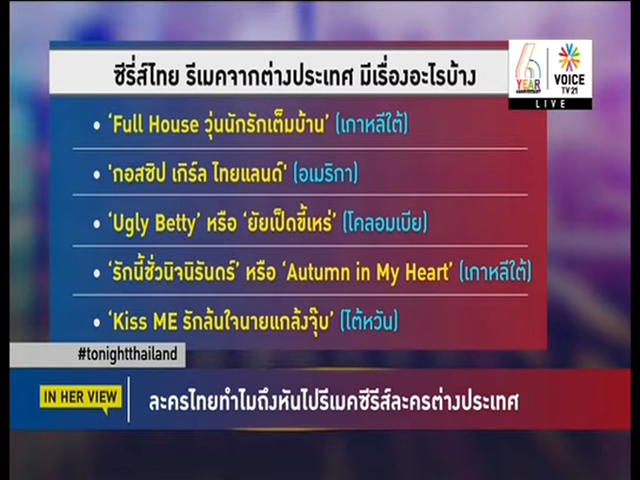 ซีรี่ส์ไทย รีเมคจากต่างประเทศ มีเรื่องอะไรบ้าง
6 YEAR
VOICE
TV 21
LIVE
• ‘Full House วุ่นนักรักเต็มบ้าน’ (เกาหลีใต้)
• 'กอสซิป เกิร์ล ไทยแลนด์' (อเมริกา)
• ‘Ugly Betty’ หรือ ‘ยัยเป็ดขี้เหร่’ (โคลอมเบีย)
• ‘รักนี้ชั่วนิจนิรันดร์’ หรือ ‘Autumn in My Heart’ (เกาหลีใต้)
• ‘Kiss ME รักล้นใจนายแกล้งจุ๊บ’ (ไต้หวัน)
#tonightthailand
IN HER VIEW
ละครไทยทำไมถึงหันไปรีเมคซีรีส์ละครต่างประเทศ